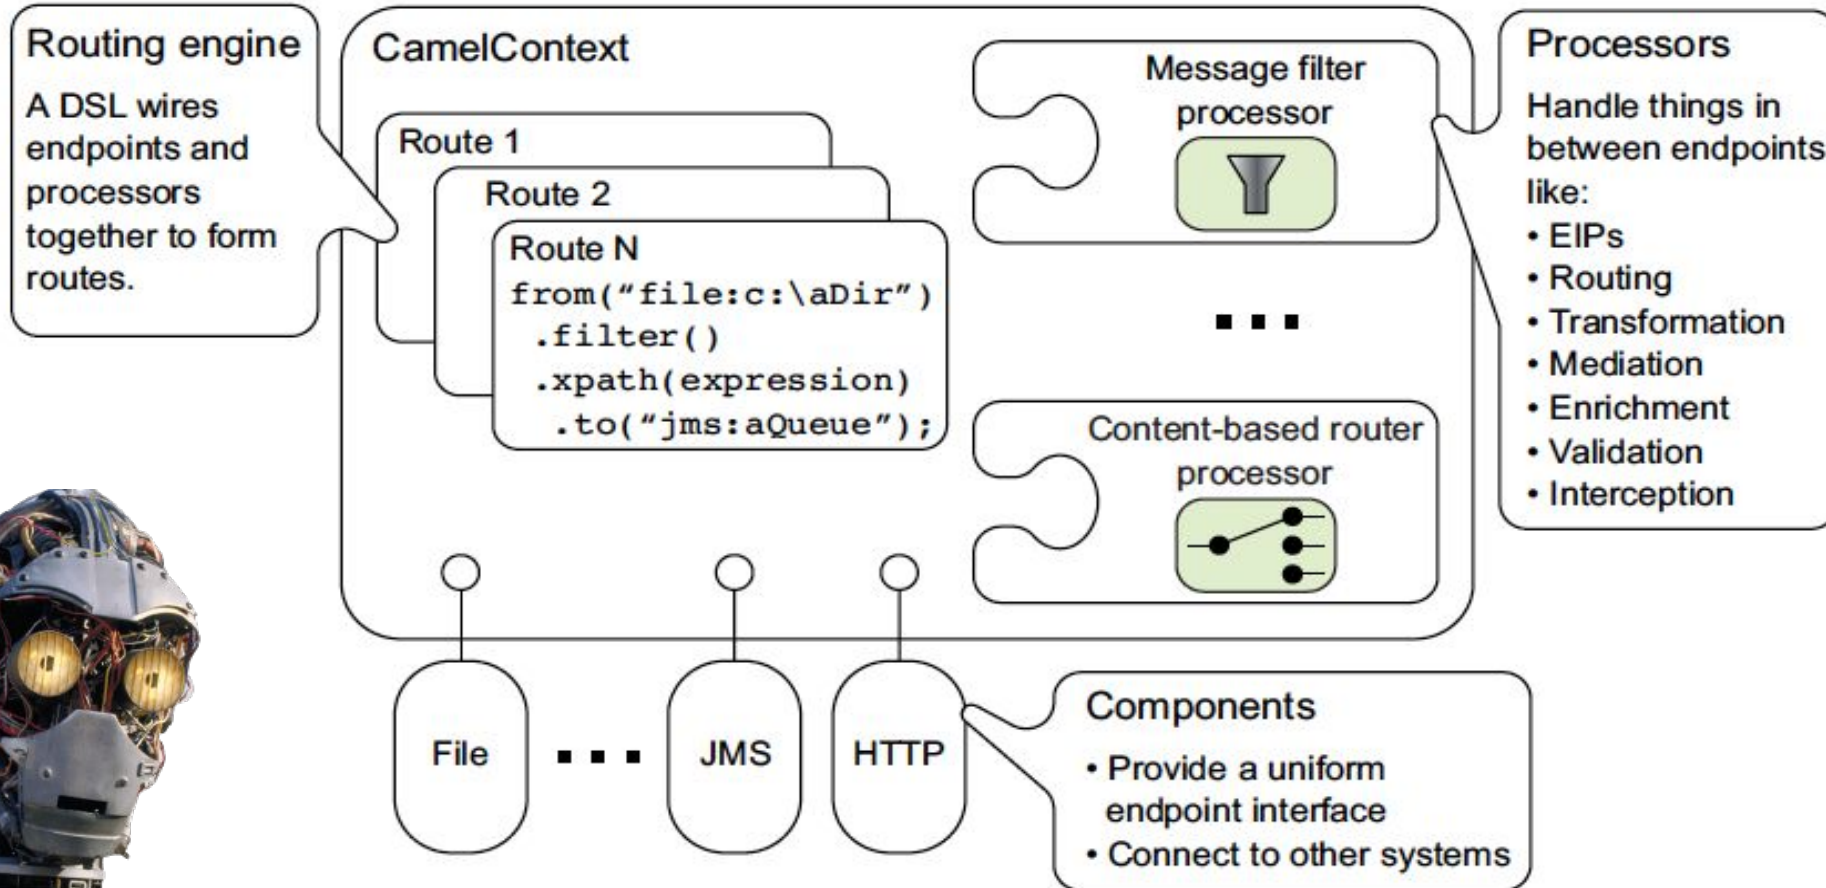 Routing engine
A DSL wires
endpoints and
processors
together to form
routes.
CamelContext
Route 1
Route 2
Route N
from(“file:c:\aDir”)
.filter()
.xpath(expression)
.to(“jms:aQueue”);
Message filter
processor
Content-based router
processor
Processors
Handle things in
between endpoints
like:
• EIPs
• Routing
• Transformation
• Mediation
• Enrichment
• Validation
• Interception
File
JMS
HTTP
Components
• Provide a uniform
endpoint interface
• Connect to other systems